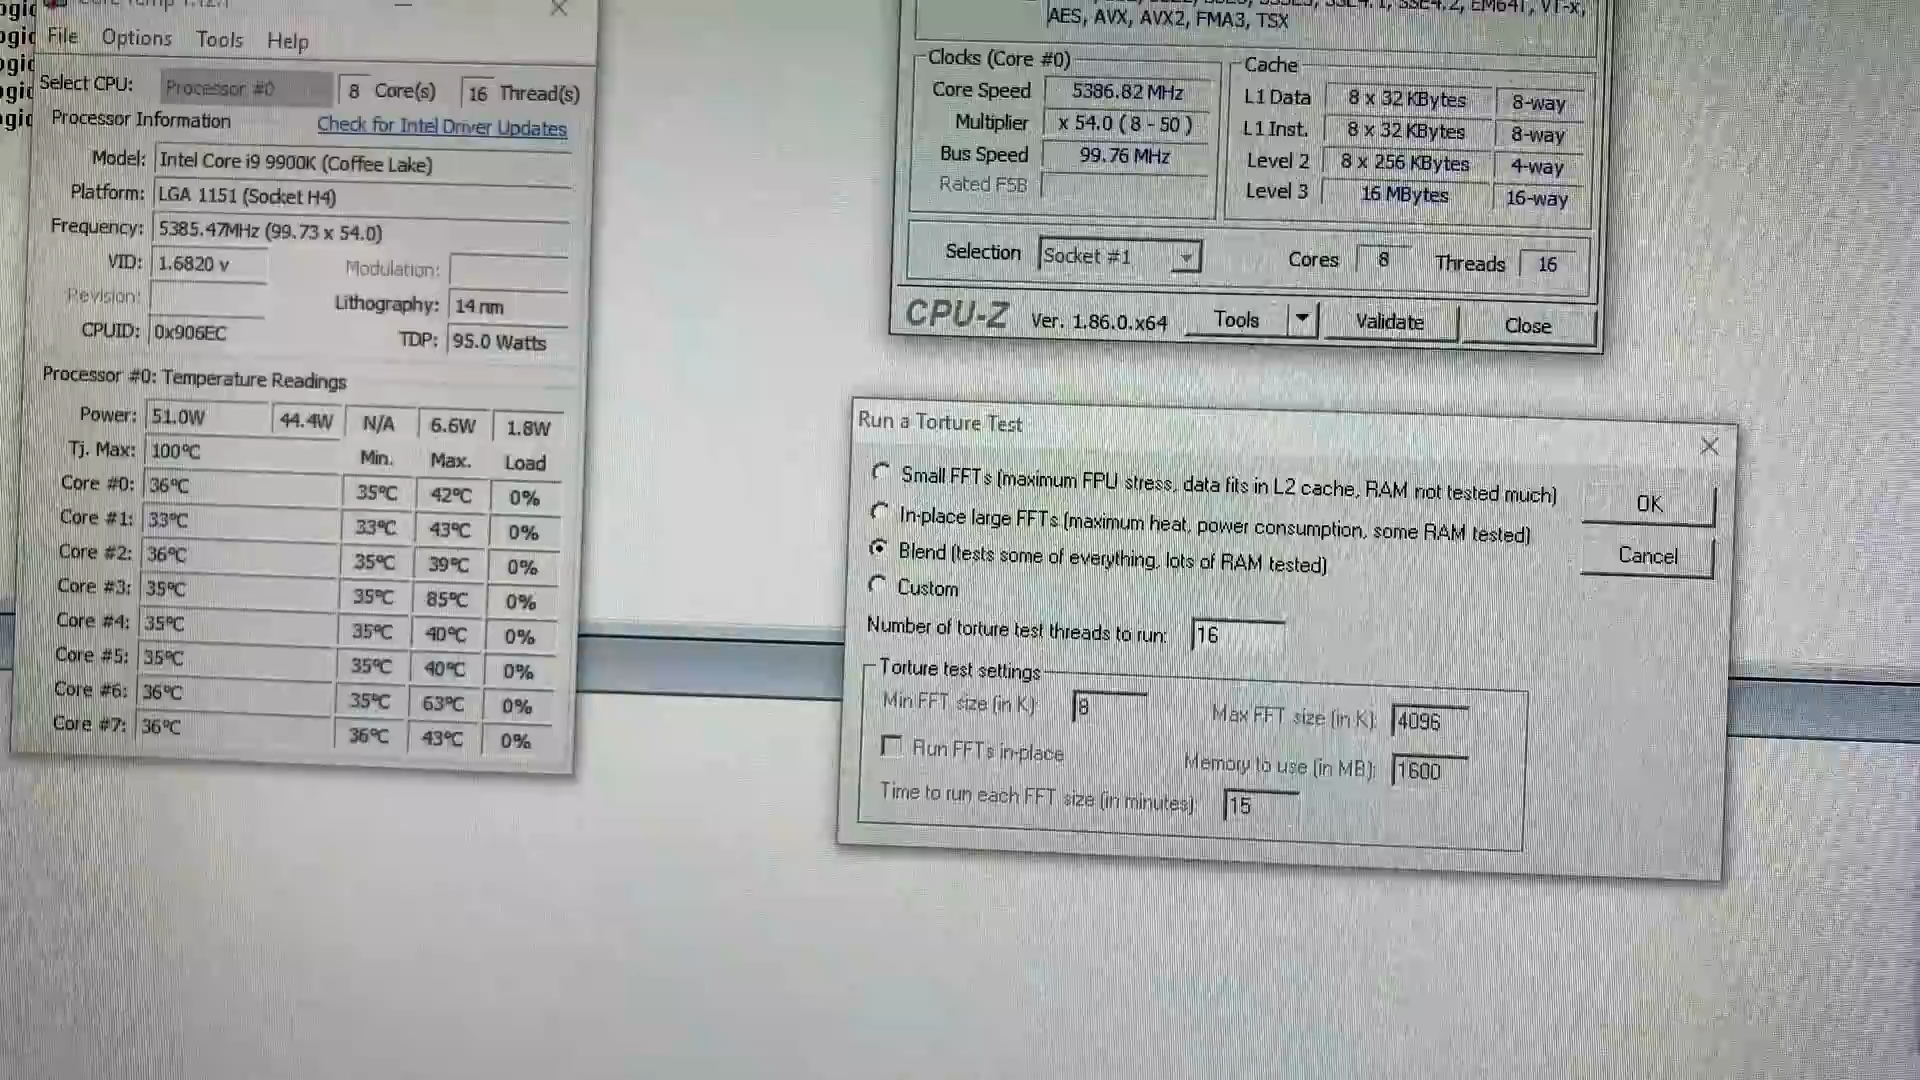 File Options Tools Help
Select CPU: Processor #0 8 Core(s) 16 Thread(s)
Processor Information Check for Intel Driver Updates
Model: Intel Core i9 9900K (Coffee Lake)
Platform: LGA 1151 (Socket H4)
Frequency: 5385.47MHz (99.73 x 54.0)
VID: 1.6820 v Modulation:
Revision: Lithography: 14 nm
CPUID: 0x906EC TDP: 95.0 Watts
Processor #0: Temperature Readings
Power: 51.0W 44.4W N/A 6.6W 1.8W
Tj. Max: 100°C Min. Max. Load
Core #0: 36°C 35°C 42°C 0%
Core #1: 33°C 33°C 43°C 0%
Core #2: 36°C 35°C 39°C 0%
Core #3: 35°C 35°C 85°C 0%
Core #4: 35°C 35°C 40°C 0%
Core #5: 35°C 35°C 40°C 0%
Core #6: 36°C 35°C 63°C 0%
Core #7: 36°C 36°C 43°C 0%
AES, AVX, AVX2, FMA3, TSX
Clocks (Core #0)
Core Speed 5386.82 MHz
Multiplier x 54.0 ( 8 - 50 )
Bus Speed 99.76 MHz
Rated FSB
Cache
L1 Data 8 x 32 KBytes 8-way
L1 Inst. 8 x 32 KBytes 8-way
Level 2 8 x 256 KBytes 4-way
Level 3 16 MBytes 16-way
Selection Socket #1 Cores 8 Threads 16
CPU-Z Ver. 1.86.0.x64 Tools Validate Close
Run a Torture Test
Small FFTs (maximum FPU stress, data fits in L2 cache, RAM not tested much)
In-place large FFTs (maximum heat, power consumption, some RAM tested)
Blend (tests some of everything, lots of RAM tested)
Custom
OK
Cancel
Number of torture test threads to run: 16
Torture test settings
Min FFT size (in K): 8 Max FFT size (in K): 4096
Run FFTs in-place Memory to use (in MB): 1600
Time to run each FFT size (in minutes): 15